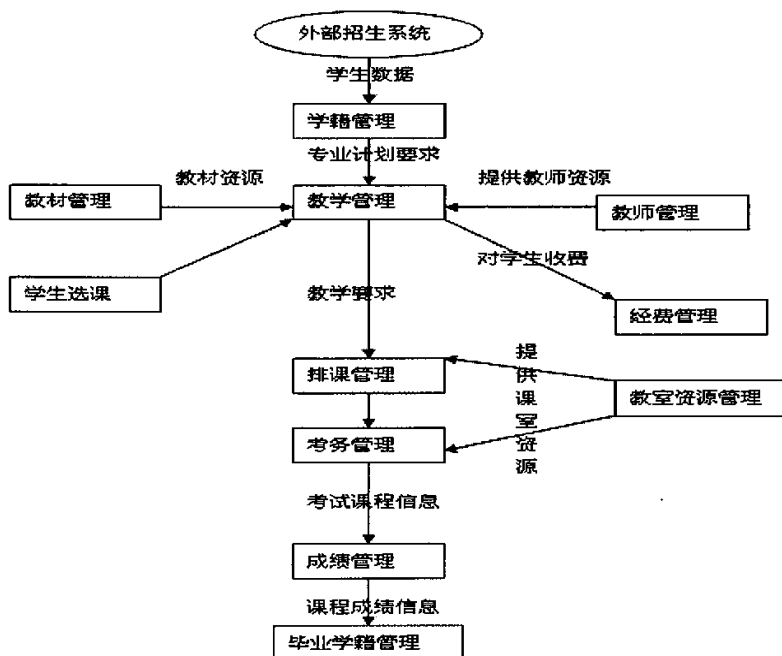 外部招生系统
学生数据
学籍管理
专业计划要求
教材资源
提供教师资源
教材管理
教学管理
教师管理
对学生收费
学生选课
教学要求
经费管理
提供课室资源
排课管理
教室资源管理
考务管理
考试课程信息
成绩管理
课程成绩信息
毕业学籍管理